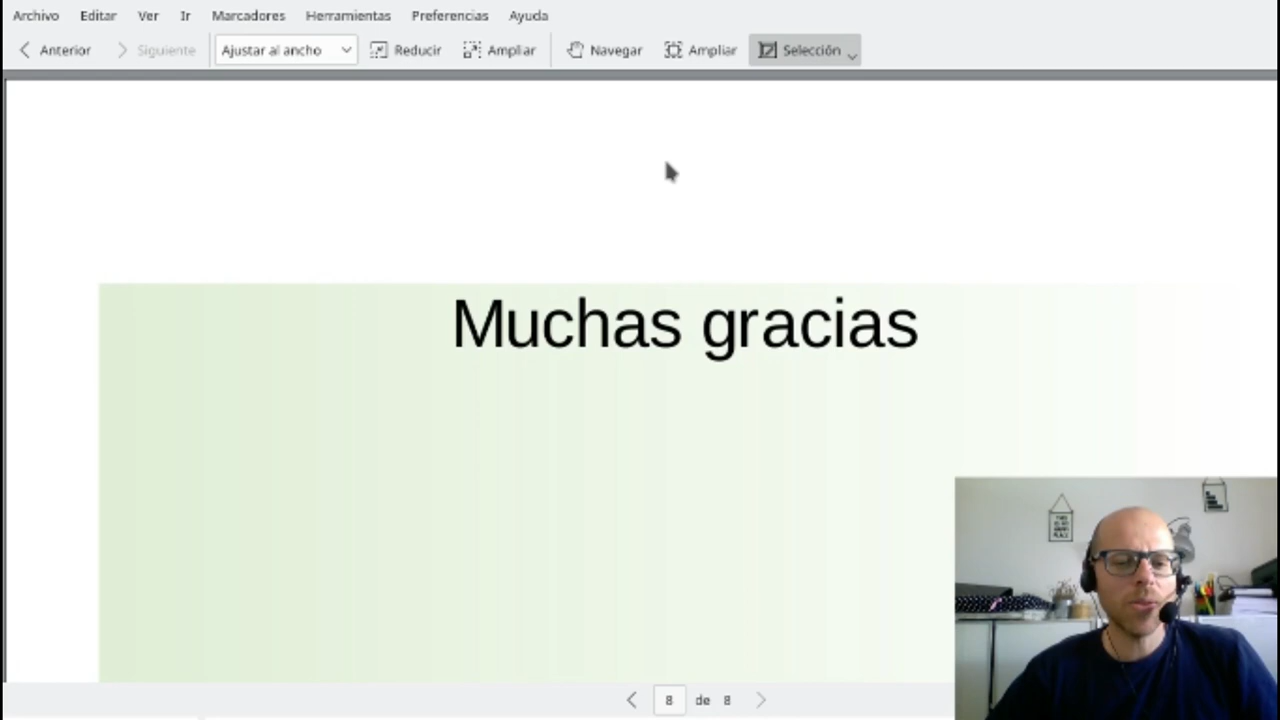 Archivo Editar Ver Ir Marcadores Herramientas Preferencias Ayuda
Anterior Siguiente Ajustar al ancho Reducir Ampliar Navegar Ampliar Selección
Muchas gracias
8 de 8